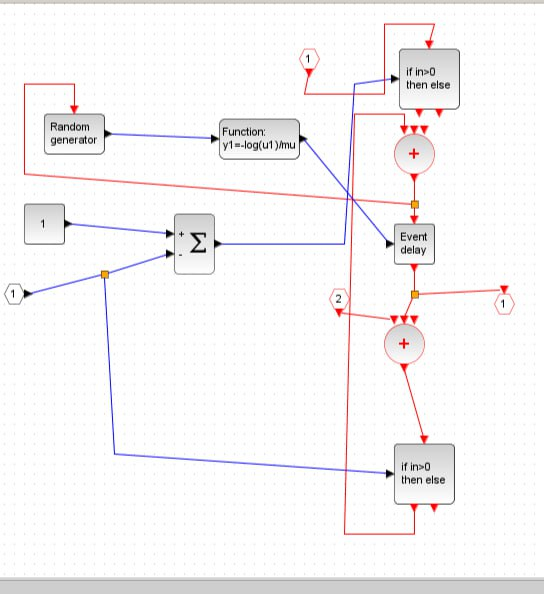 1
if in>0
then else
Random
generator
Function:
y1=-log(u1)/mu
+
1
+
Σ
-
Event
delay
1
2
1
+
if in>0
then else